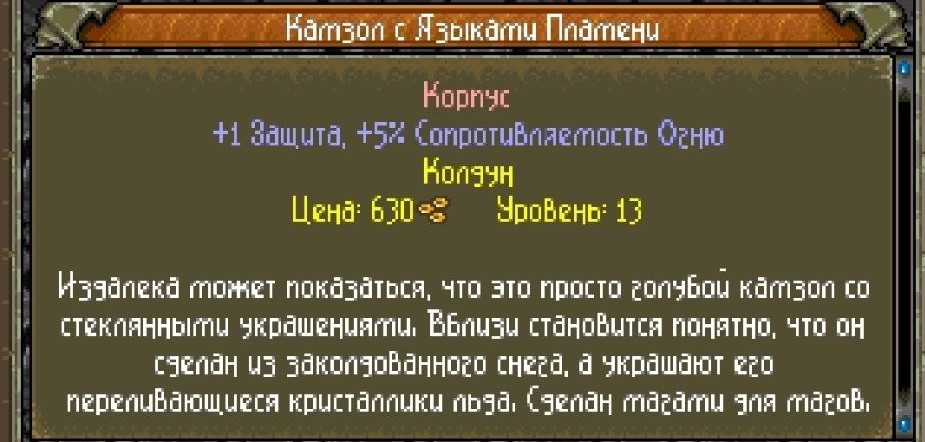 Камзол с Языками Пламени
Корпус
+1 Защита, +5% Сопротивляемость Огню
Колдун
Цена: 630 Уровень: 13
Издалека может показаться, что это просто голубой камзол со
стеклянными украшениями. Вблизи становится понятно, что он
сделан из заколдованного снега, а украшают его
переливающиеся кристаллики льда. Сделан магами для магов.